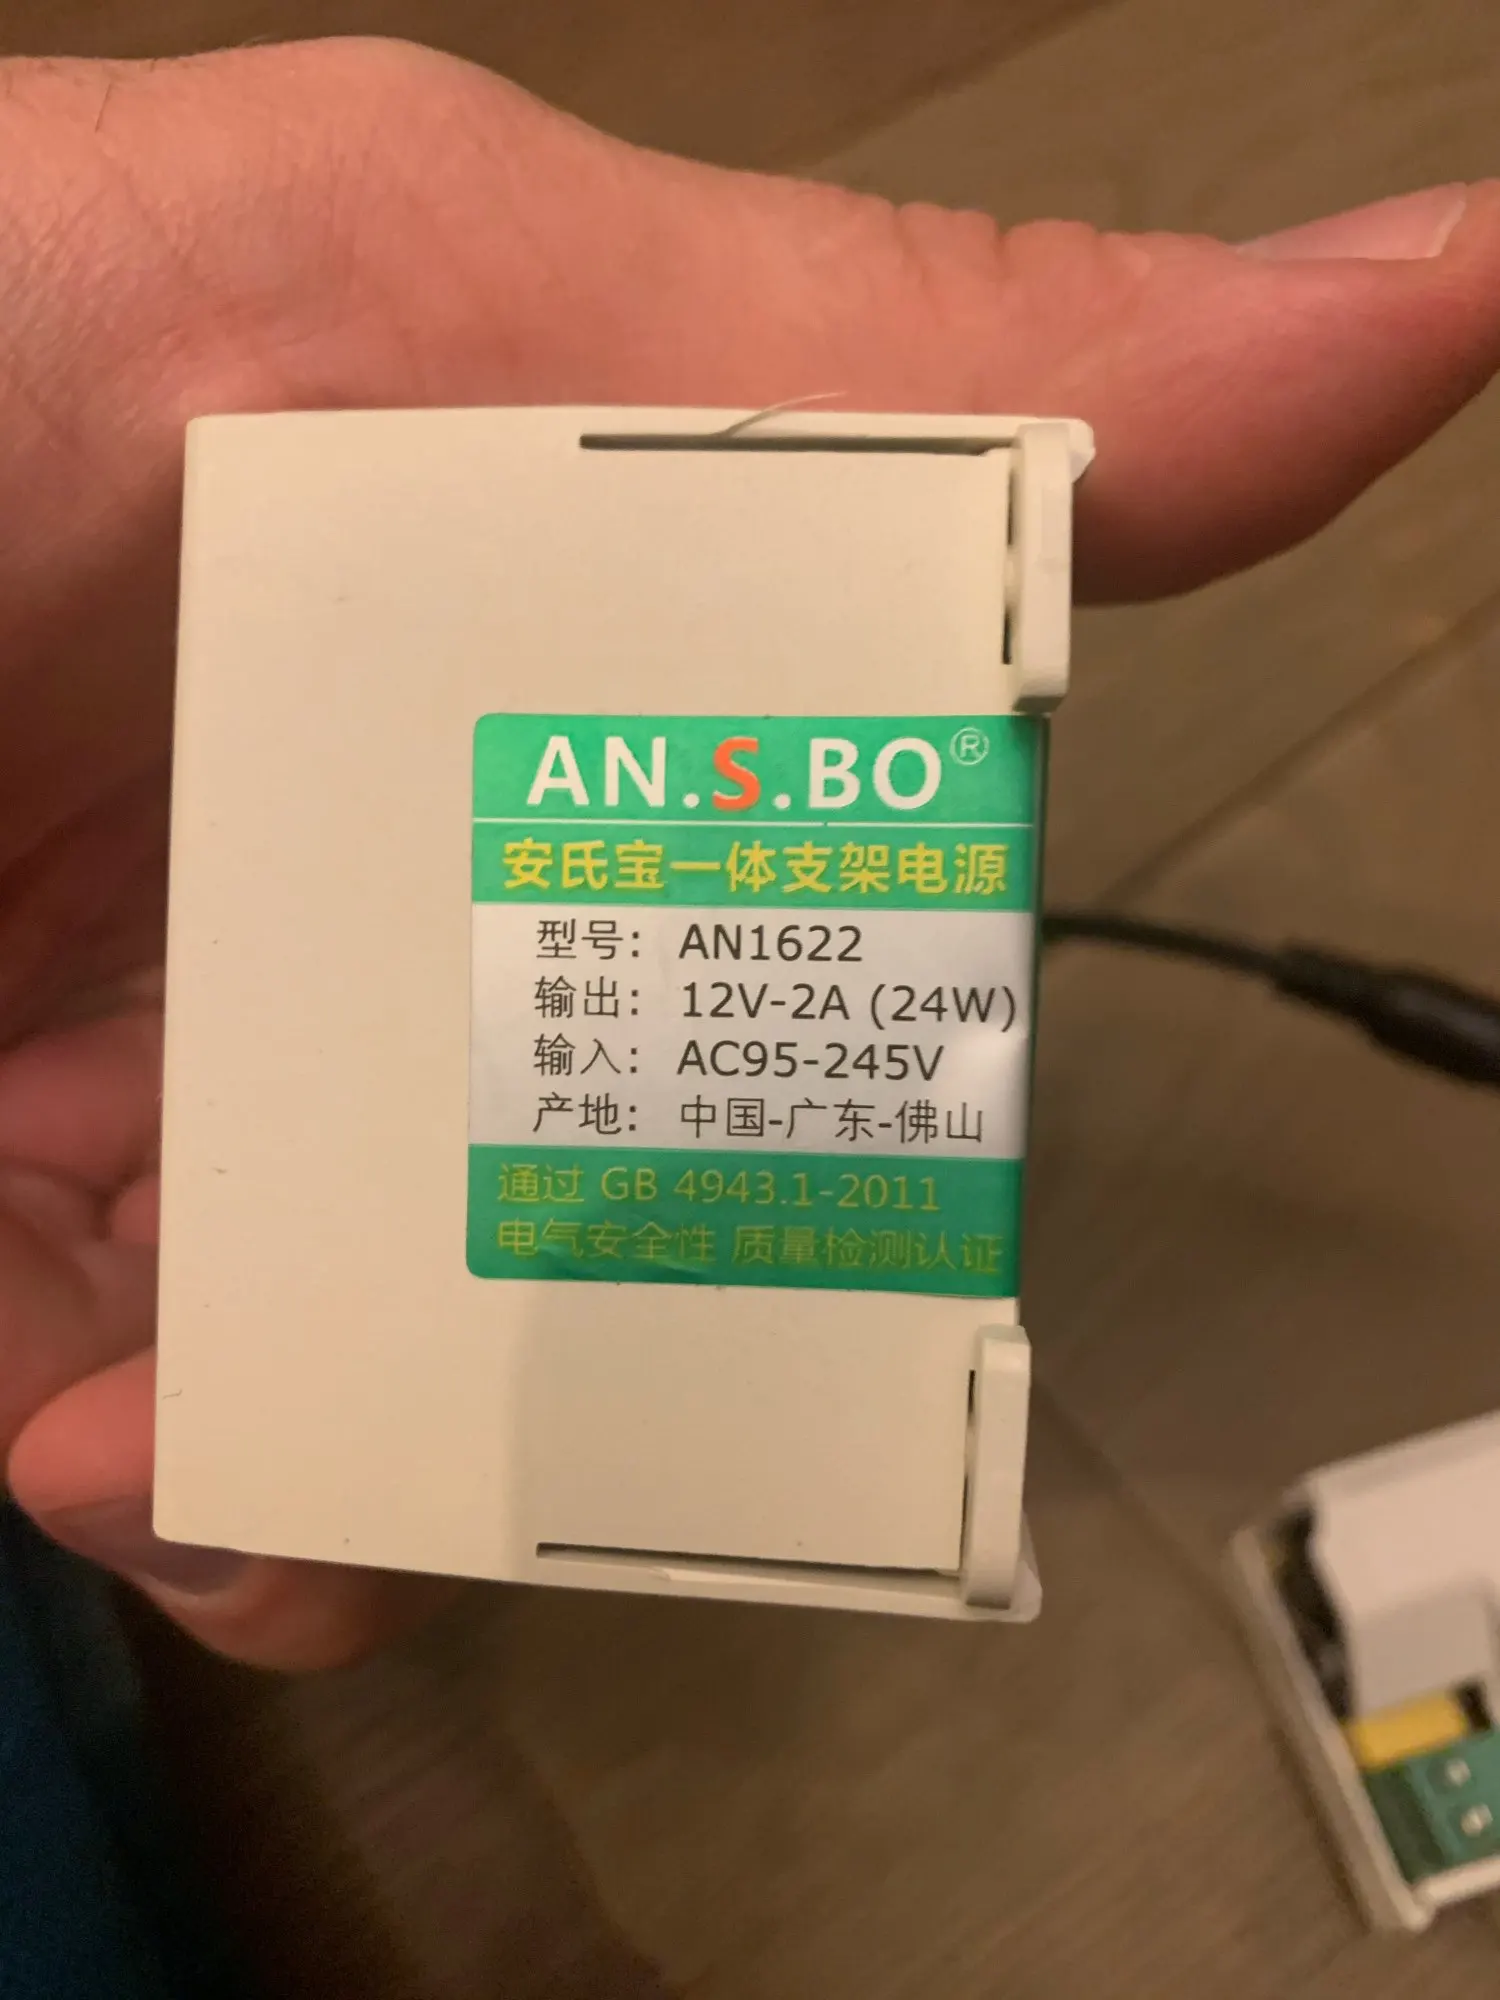 AN.S.BO®
安氏宝一体支架电源
型号: AN1622
输出: 12V-2A (24W)
输入: AC95-245V
产地: 中国-广东-佛山
通过 GB 4943.1-2011
电气安全性 质量检测认证